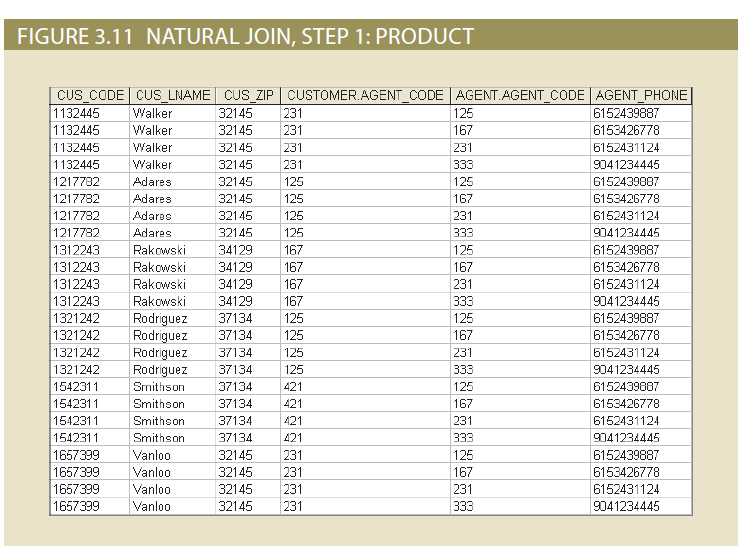 FIGURE 3.11 NATURAL JOIN, STEP 1: PRODUCT
CUS_CODE CUS_LNAME CUS_ZIP CUSTOMER.AGENT_CODE AGENT.AGENT_CODE AGENT_PHONE
1132445 Walker 32145 231 125 6152439887
1132445 Walker 32145 231 167 6153426778
1132445 Walker 32145 231 231 6152431124
1132445 Walker 32145 231 333 9041234445
1217782 Adares 32145 125 125 6152439887
1217782 Adares 32145 125 167 6153426778
1217782 Adares 32145 125 231 6152431124
1217782 Adares 32145 125 333 9041234445
1312243 Rakowski 34129 167 125 6152439887
1312243 Rakowski 34129 167 167 6153426778
1312243 Rakowski 34129 167 231 6152431124
1312243 Rakowski 34129 167 333 9041234445
1321242 Rodriguez 37134 125 125 6152439887
1321242 Rodriguez 37134 125 167 6153426778
1321242 Rodriguez 37134 125 231 6152431124
1321242 Rodriguez 37134 125 333 9041234445
1542311 Smithson 37134 421 125 6152439887
1542311 Smithson 37134 421 167 6153426778
1542311 Smithson 37134 421 231 6152431124
1542311 Smithson 37134 421 333 9041234445
1657399 Vanloo 32145 231 125 6152439887
1657399 Vanloo 32145 231 167 6153426778
1657399 Vanloo 32145 231 231 6152431124
1657399 Vanloo 32145 231 333 9041234445